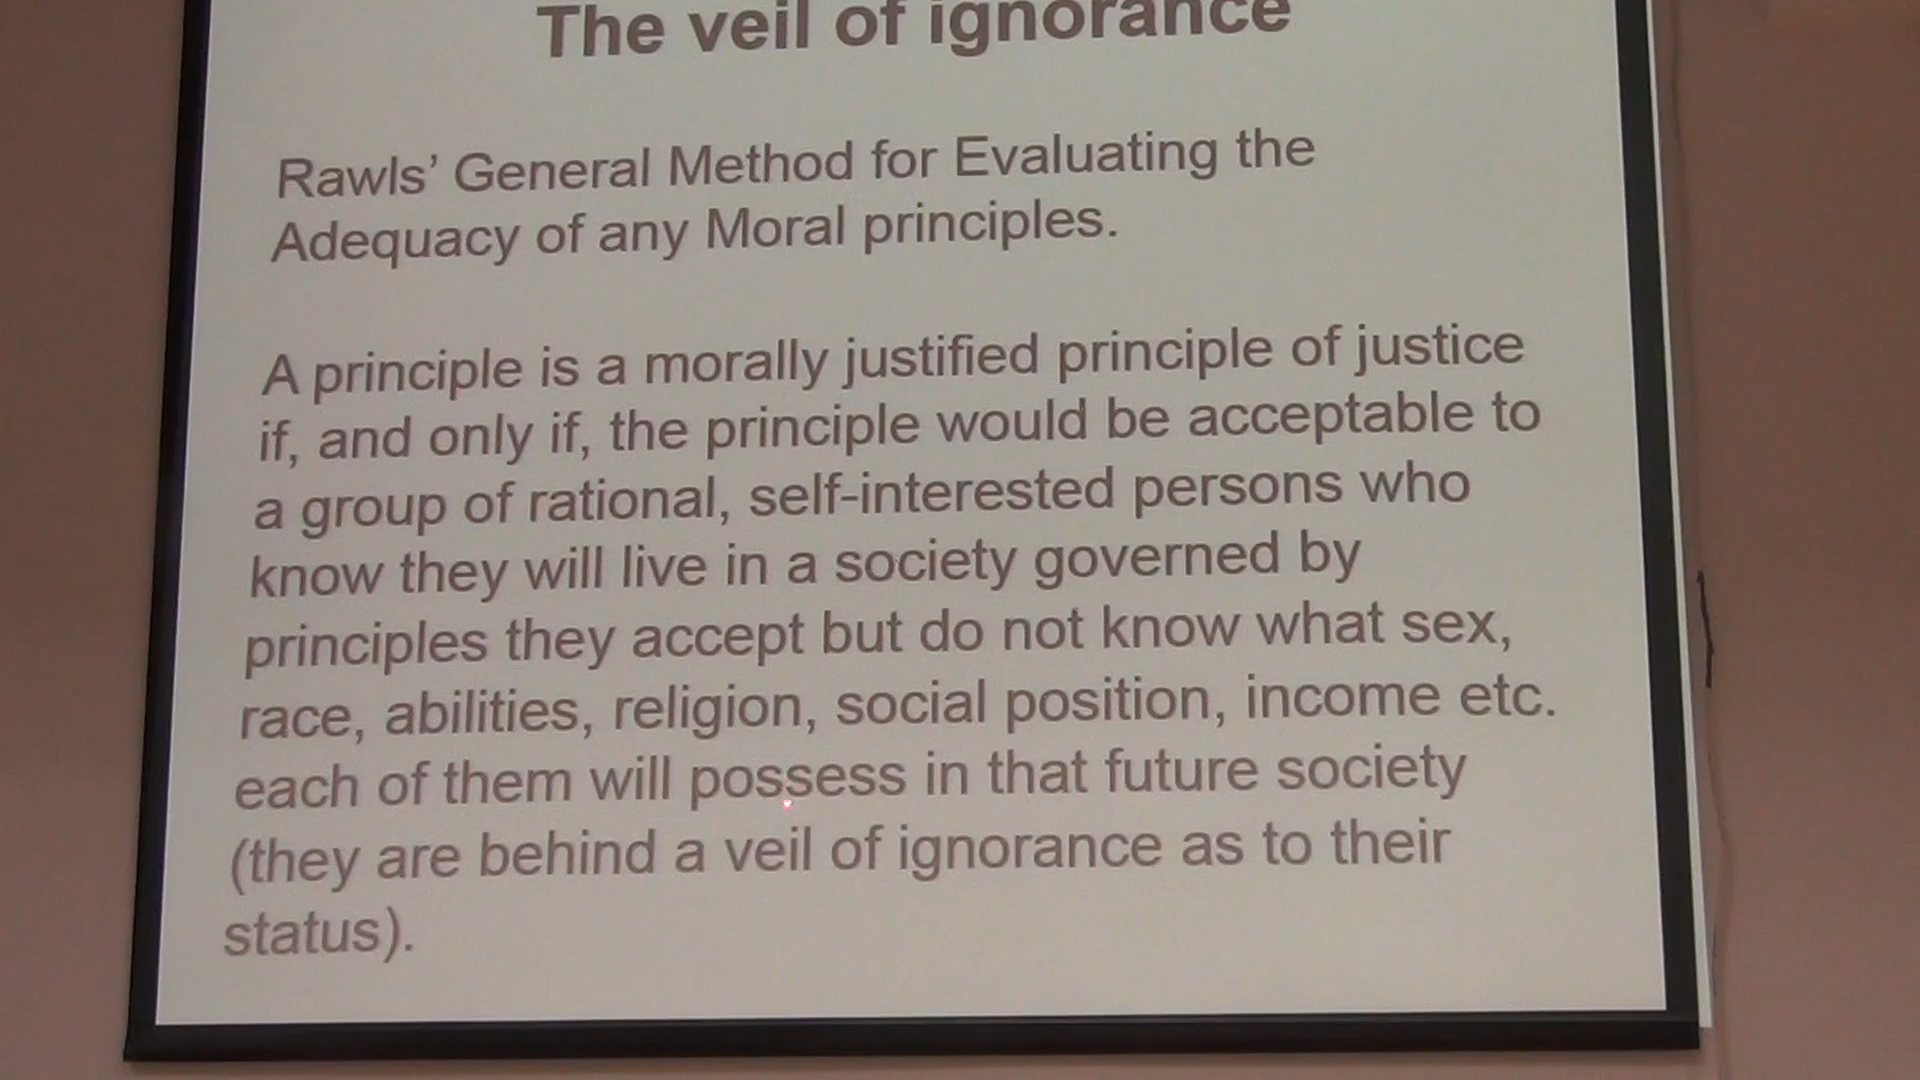 The veil of ignorance
Rawls’ General Method for Evaluating the
Adequacy of any Moral principles.
A principle is a morally justified principle of justice
if, and only if, the principle would be acceptable to
a group of rational, self-interested persons who
know they will live in a society governed by
principles they accept but do not know what sex,
race, abilities, religion, social position, income etc.
each of them will possess in that future society
(they are behind a veil of ignorance as to their
status).